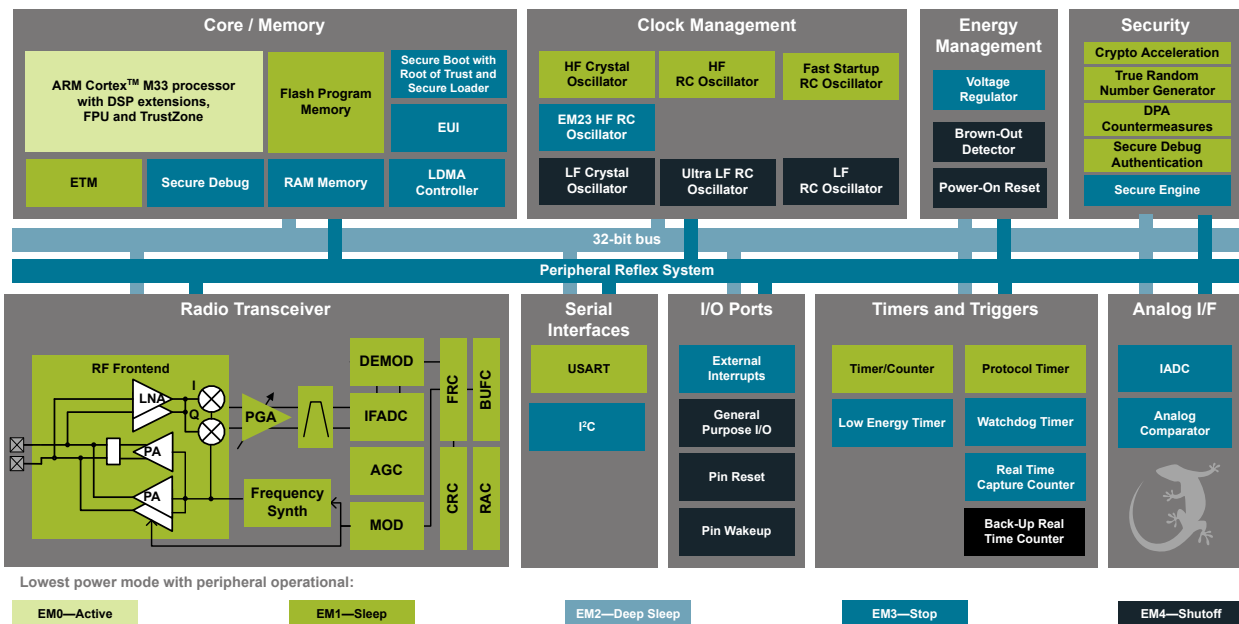 Core / Memory
ARM Cortex™ M33 processor
with DSP extensions,
FPU and TrustZone
Flash Program
Memory
Secure Boot with
Root of Trust and
Secure Loader
EUI
ETM
Secure Debug
RAM Memory
LDMA
Controller
Clock Management
HF Crystal
Oscillator
HF
RC Oscillator
Fast Startup
RC Oscillator
EM23 HF RC
Oscillator
LF Crystal
Oscillator
Ultra LF RC
Oscillator
LF
RC Oscillator
Energy
Management
Voltage
Regulator
Brown-Out
Detector
Power-On Reset
Security
Crypto Acceleration
True Random
Number Generator
DPA
Countermeasures
Secure Debug
Authentication
Secure Engine
32-bit bus
Peripheral Reflex System
Radio Transceiver
RF Frontend
LNA
I
Q
PA
PA
PGA
Frequency
Synth
DEMOD
IFADC
AGC
MOD
FRC
BUFC
CRC
RAC
Serial
Interfaces
USART
I²C
I/O Ports
External
Interrupts
General
Purpose I/O
Pin Reset
Pin Wakeup
Timers and Triggers
Timer/Counter
Protocol Timer
Low Energy Timer
Watchdog Timer
Real Time
Capture Counter
Back-Up Real
Time Counter
Analog I/F
IADC
Analog
Comparator
Lowest power mode with peripheral operational:
EM0—Active
EM1—Sleep
EM2—Deep Sleep
EM3—Stop
EM4—Shutoff